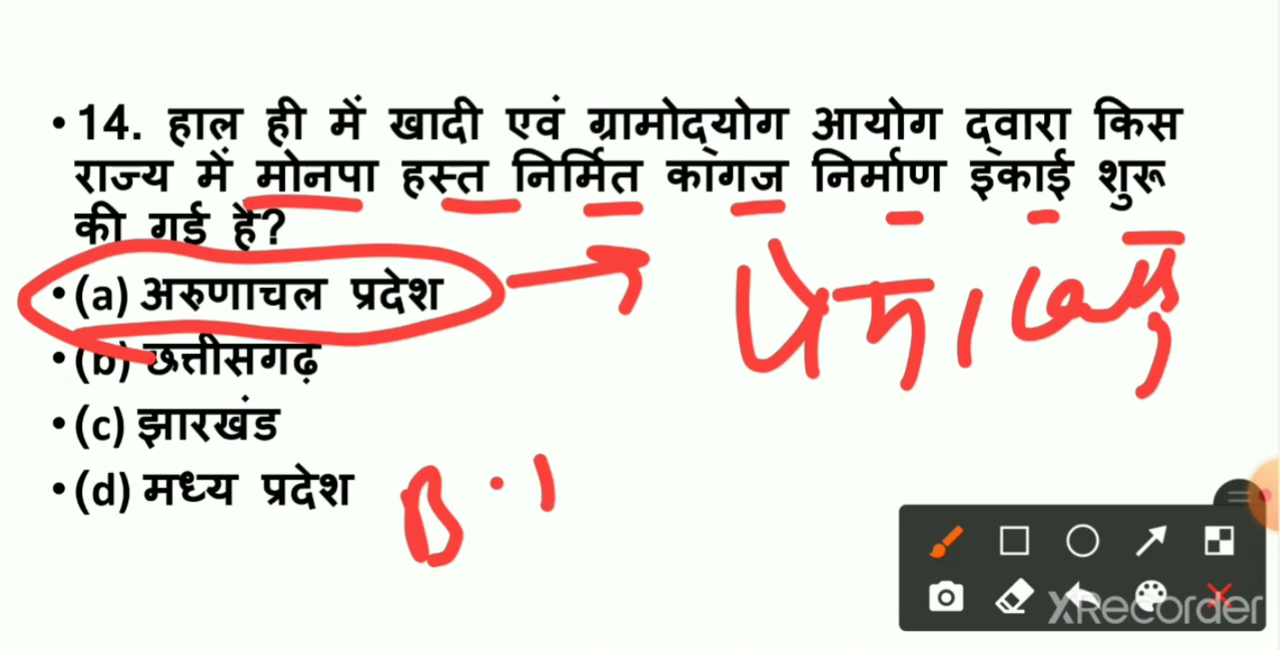 • 14. हाल ही में खादी एवं ग्रामोद्योग आयोग द्वारा किस
राज्य में मोनपा हस्त निर्मित कागज निर्माण इकाई शुरू
की गई है?
• (a) अरुणाचल प्रदेश
• (b) छत्तीसगढ़
• (c) झारखंड
• (d) मध्य प्रदेश
B.
XRecorder